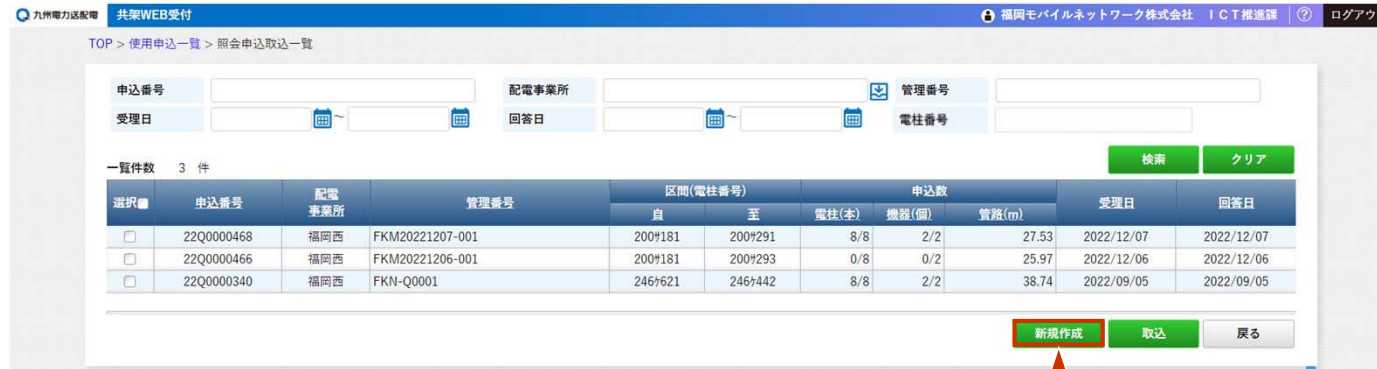 九州電力送配電 共架WEB受付 福岡モバイルネットワーク株式会社 ICT推進課 ? ログアウ
TOP > 使用申込一覧 > 照会申込取込一覧
申込番号 配電事業所 管理番号
受理日 ~ 回答日 ~ 電柱番号
検索 クリア
一覧件数 3 件
選択 申込番号 配電事業所 管理番号 区間(電柱番号) 申込数 受理日 回答日
自 至 電柱(本) 機器(個) 管路(m)
22Q0000468 福岡西 FKM20221207-001 200サ181 200サ291 8/8 2/2 27.53 2022/12/07 2022/12/07
22Q0000466 福岡西 FKM20221206-001 200サ181 200サ293 0/8 0/2 25.97 2022/12/06 2022/12/06
22Q0000340 福岡西 FKN-Q0001 246ケ621 246ケ442 8/8 2/2 38.74 2022/09/05 2022/09/05
新規作成 取込 戻る